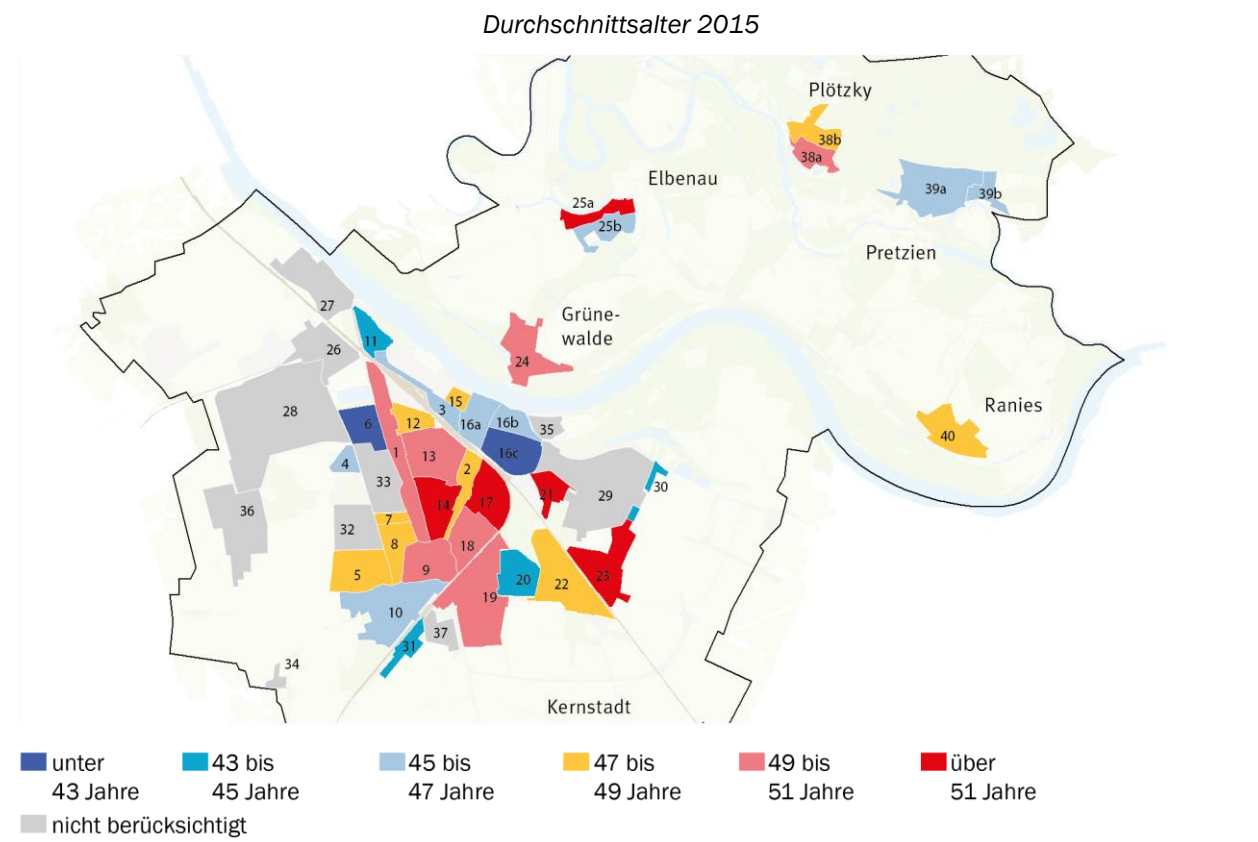 Durchschnittsalter 2015
Plötzky
38b
38a
Elbenau
39a
39b
25a
25b
Pretzien
27
Grüne-
walde
11
26
24
15
Ranies
28
3
12
6
16a
16b
35
40
1
13
16c
4
2
33
30
21
29
14
17
36
7
32
8
18
9
5
20
22
23
19
10
37
31
34
Kernstadt
unter
43 Jahre
43 bis
45 Jahre
45 bis
47 Jahre
47 bis
49 Jahre
49 bis
51 Jahre
über
51 Jahre
nicht berücksichtigt